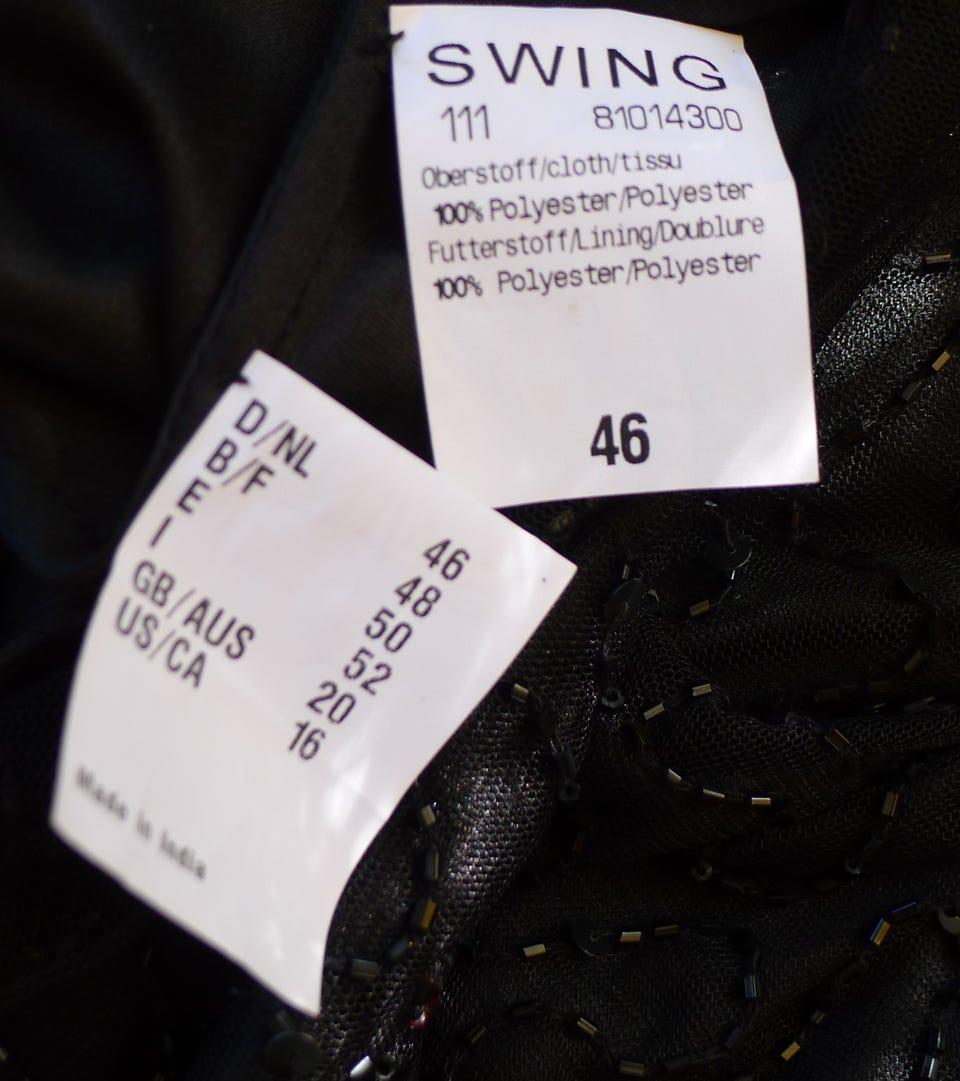 SWING
111 81014300
Oberstoff/cloth/tissu
100% Polyester/Polyester
Futterstoff/Lining/Doublure
100% Polyester/Polyester
46
D/NL 46
B/F 48
E 50
I 52
GB/AUS 20
US/CA 16
Made in India